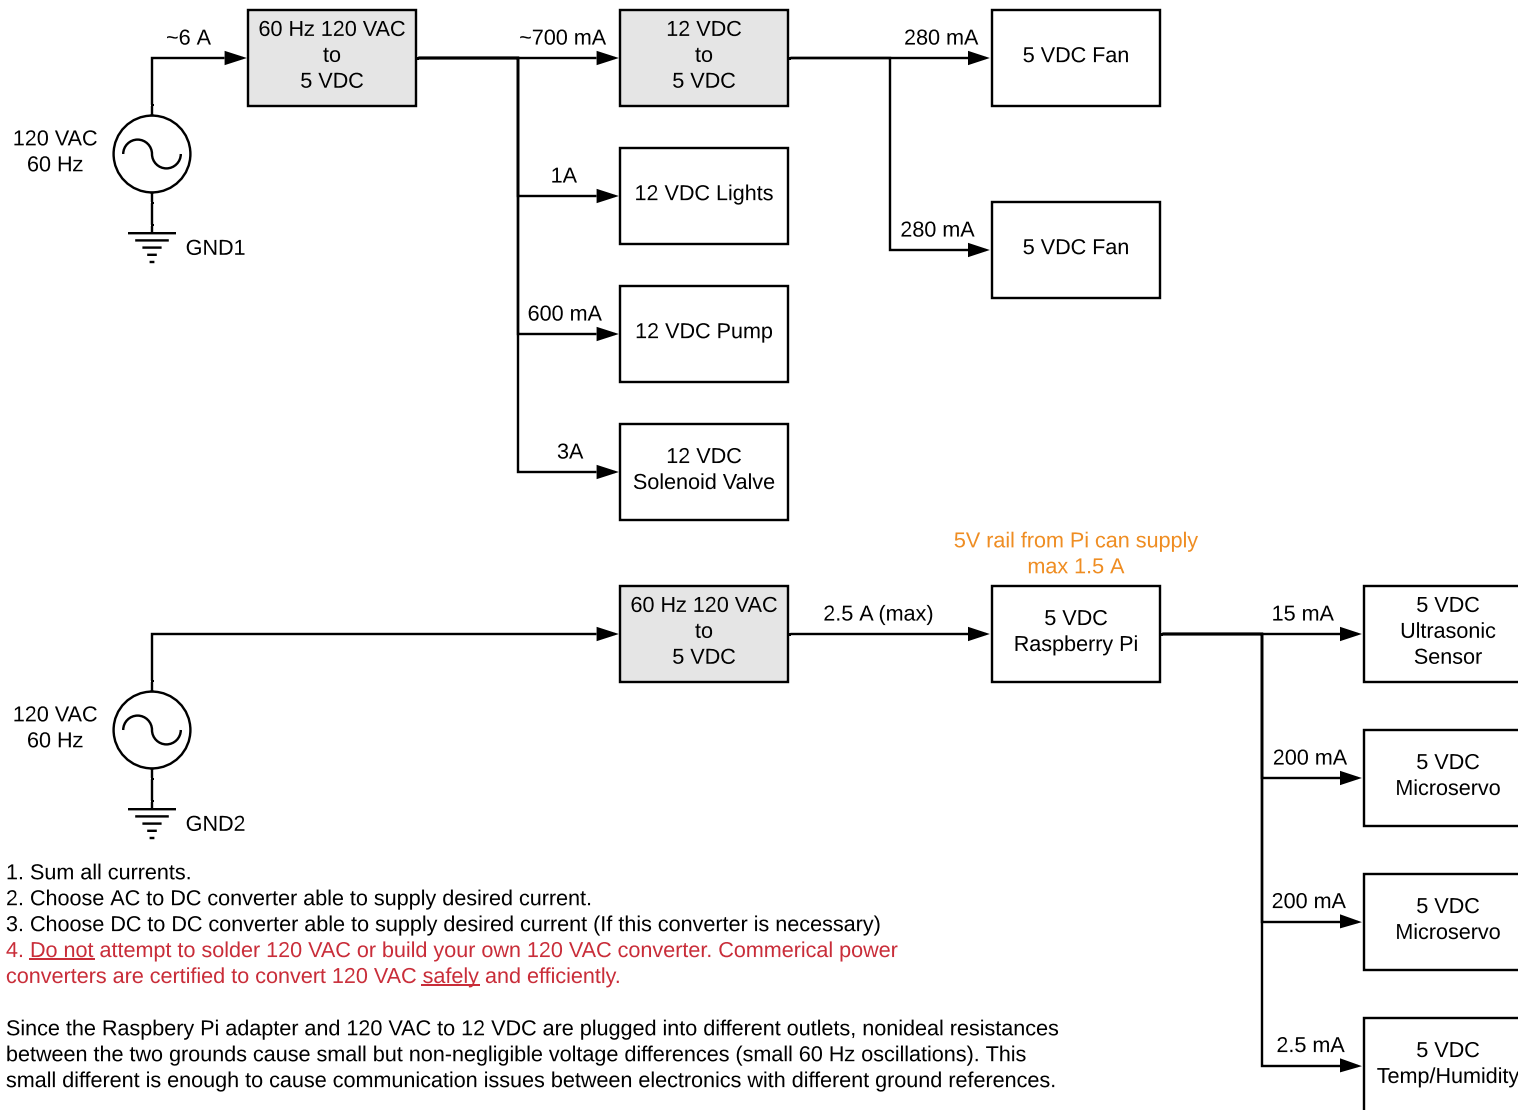 ~6 A
60 Hz 120 VAC
to
5 VDC
~700 mA
12 VDC
to
5 VDC
280 mA
5 VDC Fan
120 VAC
60 Hz
GND1
1A
12 VDC Lights
280 mA
5 VDC Fan
600 mA
12 VDC Pump
3A
12 VDC
Solenoid Valve
5V rail from Pi can supply
max 1.5 A
60 Hz 120 VAC
to
5 VDC
2.5 A (max)
5 VDC
Raspberry Pi
15 mA
5 VDC
Ultrasonic
Sensor
120 VAC
60 Hz
GND2
200 mA
5 VDC
Microservo
200 mA
5 VDC
Microservo
2.5 mA
5 VDC
Temp/Humidity
1. Sum all currents.
2. Choose AC to DC converter able to supply desired current.
3. Choose DC to DC converter able to supply desired current (If this converter is necessary)
4. Do not attempt to solder 120 VAC or build your own 120 VAC converter. Commerical power
converters are certified to convert 120 VAC safely and efficiently.
Since the Raspbery Pi adapter and 120 VAC to 12 VDC are plugged into different outlets, nonideal resistances
between the two grounds cause small but non-negligible voltage differences (small 60 Hz oscillations). This
small different is enough to cause communication issues between electronics with different ground references.